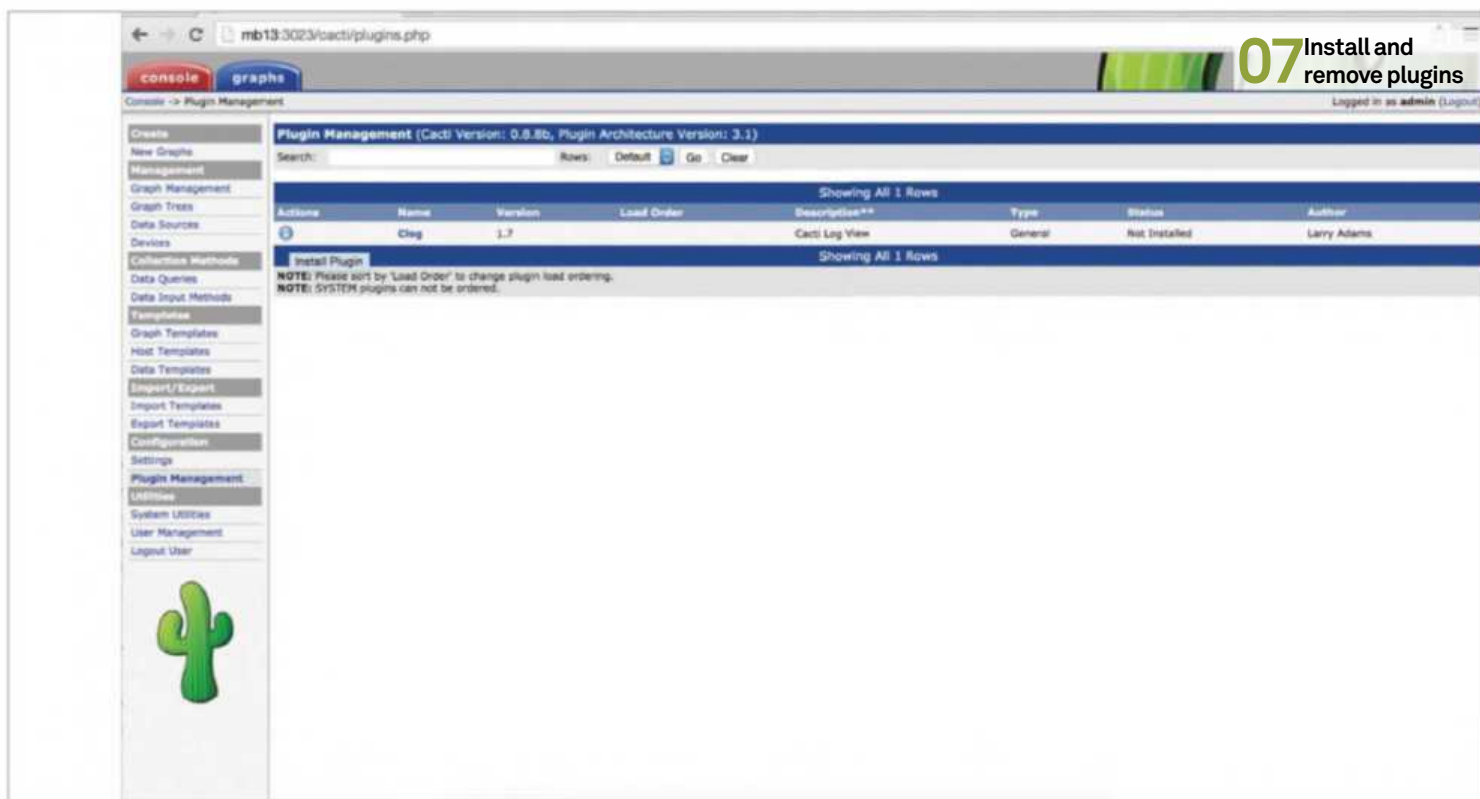 mb13:3023/cacti/plugins.php
07 Install and
remove plugins
console graphs
Console -> Plugin Management
Logged in as admin (Logout)
Create
New Graphs
Management
Graph Management
Graph Trees
Data Sources
Devices
Collection Methods
Data Queries
Data Input Methods
Templates
Graph Templates
Host Templates
Data Templates
Import/Export
Import Templates
Export Templates
Configuration
Settings
Plugin Management
Utilities
System Utilities
User Management
Logout User
Plugin Management (Cacti Version: 0.8.8b, Plugin Architecture Version: 3.1)
Search: Rows: Default Go Clear
Showing All 1 Rows
Actions Name Version Load Order Description** Type Status Author
Clog 1.7 Cacti Log View General Not Installed Larry Adams
Showing All 1 Rows
Install Plugin
NOTE: Please sort by 'Load Order' to change plugin load ordering.
NOTE: SYSTEM plugins can not be ordered.